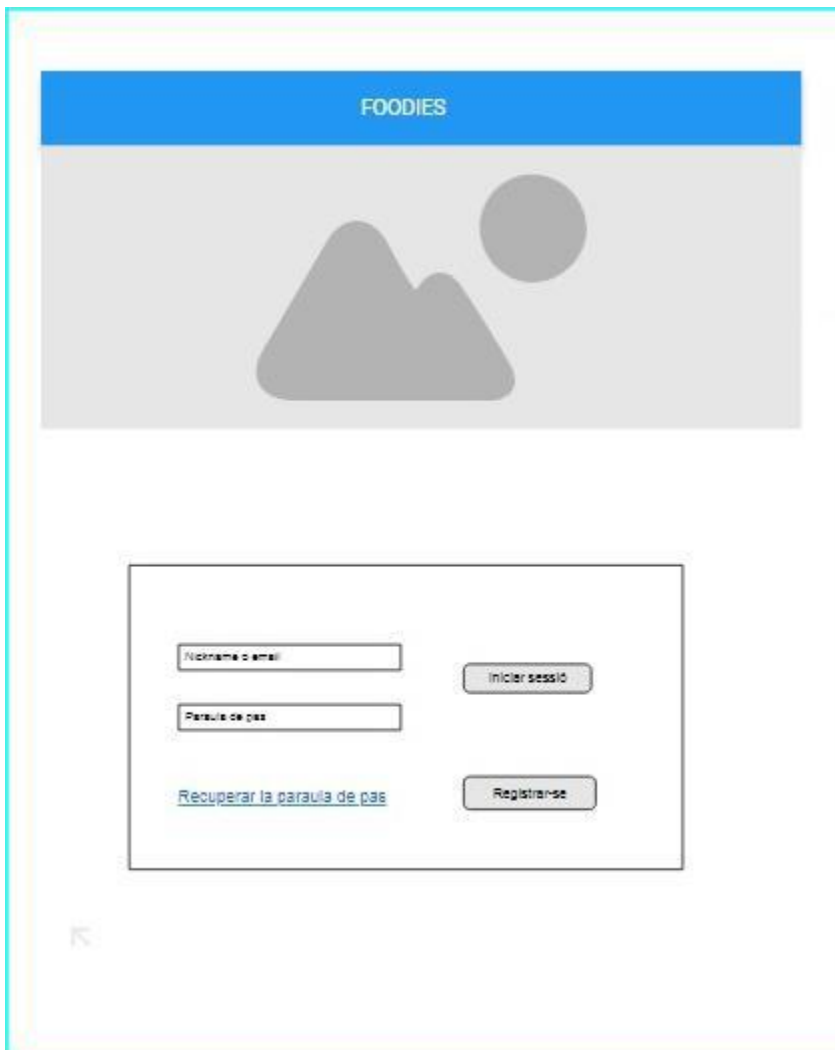 FOODIES
Nickname o email
Iniciar sessió
Paraula de pas
Recuperar la paraula de pas
Registrar-se